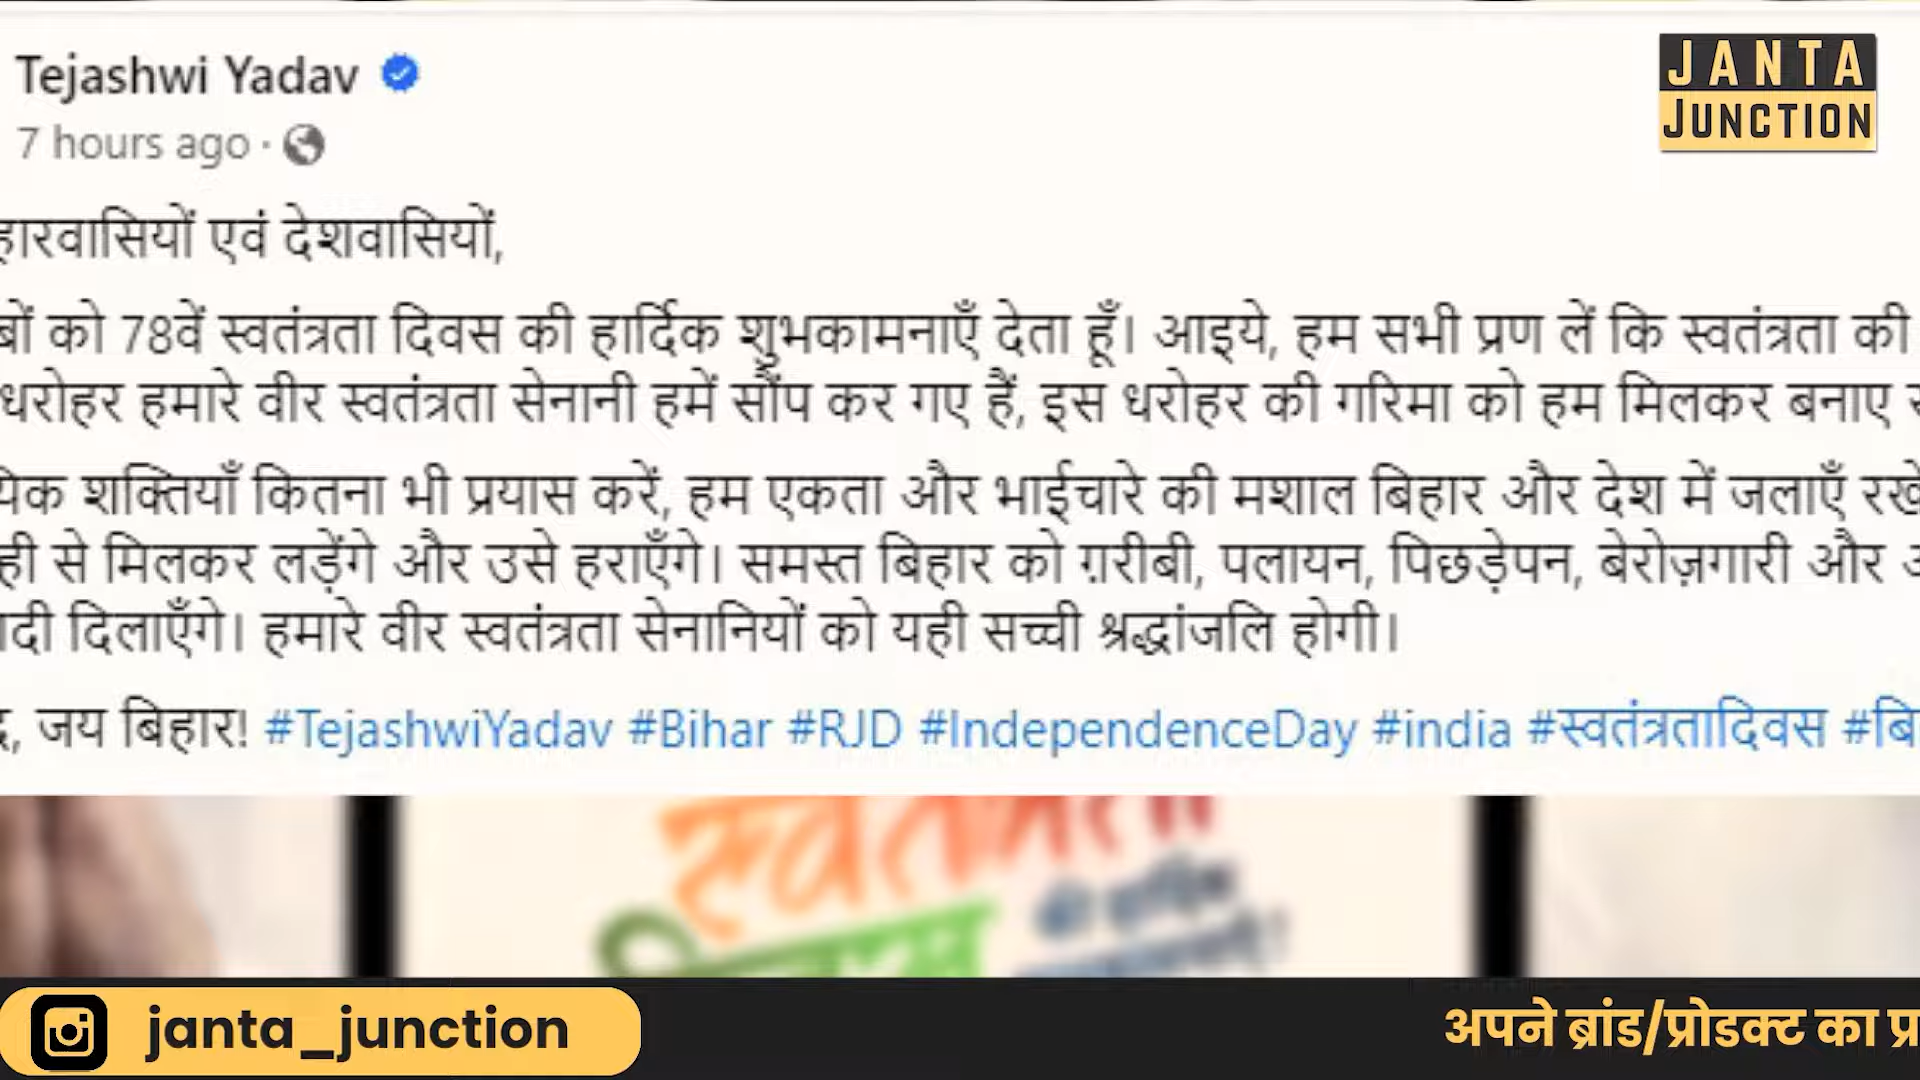 Tejashwi Yadav
7 hours ago ·
JANTA
JUNCTION
हारवासियों एवं देशवासियों,
बों को 78वें स्वतंत्रता दिवस की हार्दिक शुभकामनाएँ देता हूँ। आइये, हम सभी प्रण लें कि स्वतंत्रता की
धरोहर हमारे वीर स्वतंत्रता सेनानी हमें सौंप कर गए हैं, इस धरोहर की गरिमा को हम मिलकर बनाए
यिक शक्तियाँ कितना भी प्रयास करें, हम एकता और भाईचारे की मशाल बिहार और देश में जलाएँ रखे
ही से मिलकर लड़ेंगे और उसे हराएँगे। समस्त बिहार को ग़रीबी, पलायन, पिछड़ेपन, बेरोज़गारी और
दी दिलाएँगे। हमारे वीर स्वतंत्रता सेनानियों को यही सच्ची श्रद्धांजलि होगी।
द, जय बिहार! #TejashwiYadav #Bihar #RJD #IndependenceDay #india #स्वतंत्रतादिवस #बि
स्वतंत्रता
janta_junction
अपने ब्रांड/प्रोडक्ट का प्र